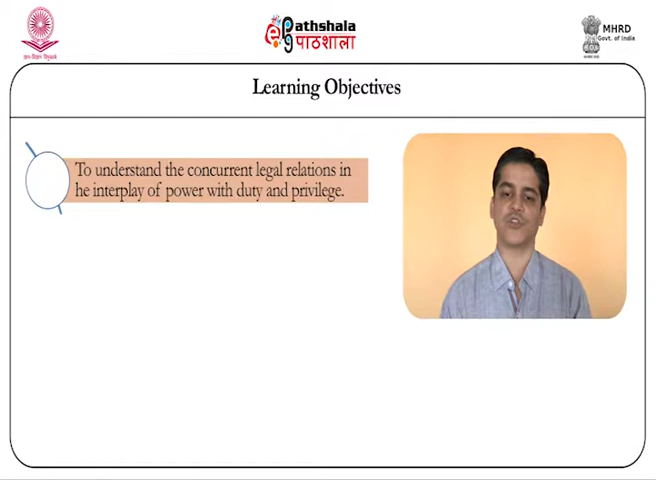 ePathshala
पाठशाला
MHRD
Govt. of India
Learning Objectives
To understand the concurrent legal relations in
he interplay of power with duty and privilege.